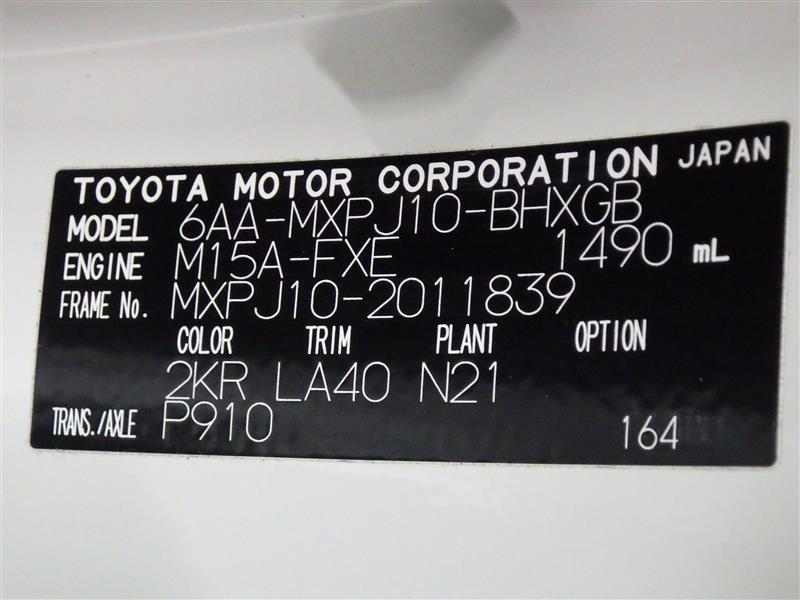 TOYOTA MOTOR CORPORATION JAPAN
MODEL 6AA-MXPJ10-BHXGB
ENGINE M15A-FXE 1490 mL
FRAME No. MXPJ10-2011839
COLOR TRIM PLANT OPTION
2KR LA40 N21
TRANS./AXLE P910 164